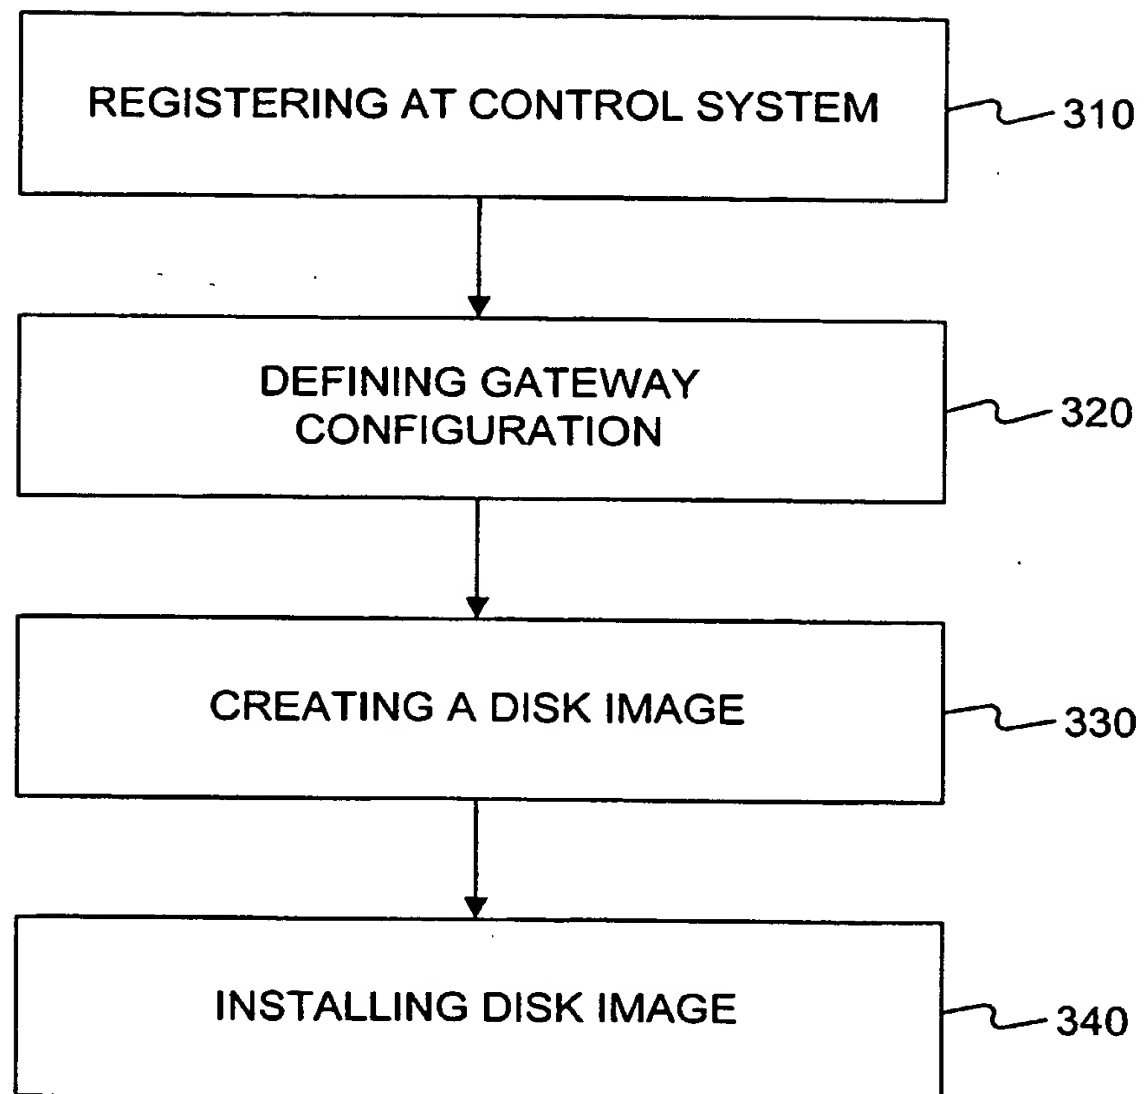 REGISTERING AT CONTROL SYSTEM
310
DEFINING GATEWAY
CONFIGURATION
320
CREATING A DISK IMAGE
330
INSTALLING DISK IMAGE
340